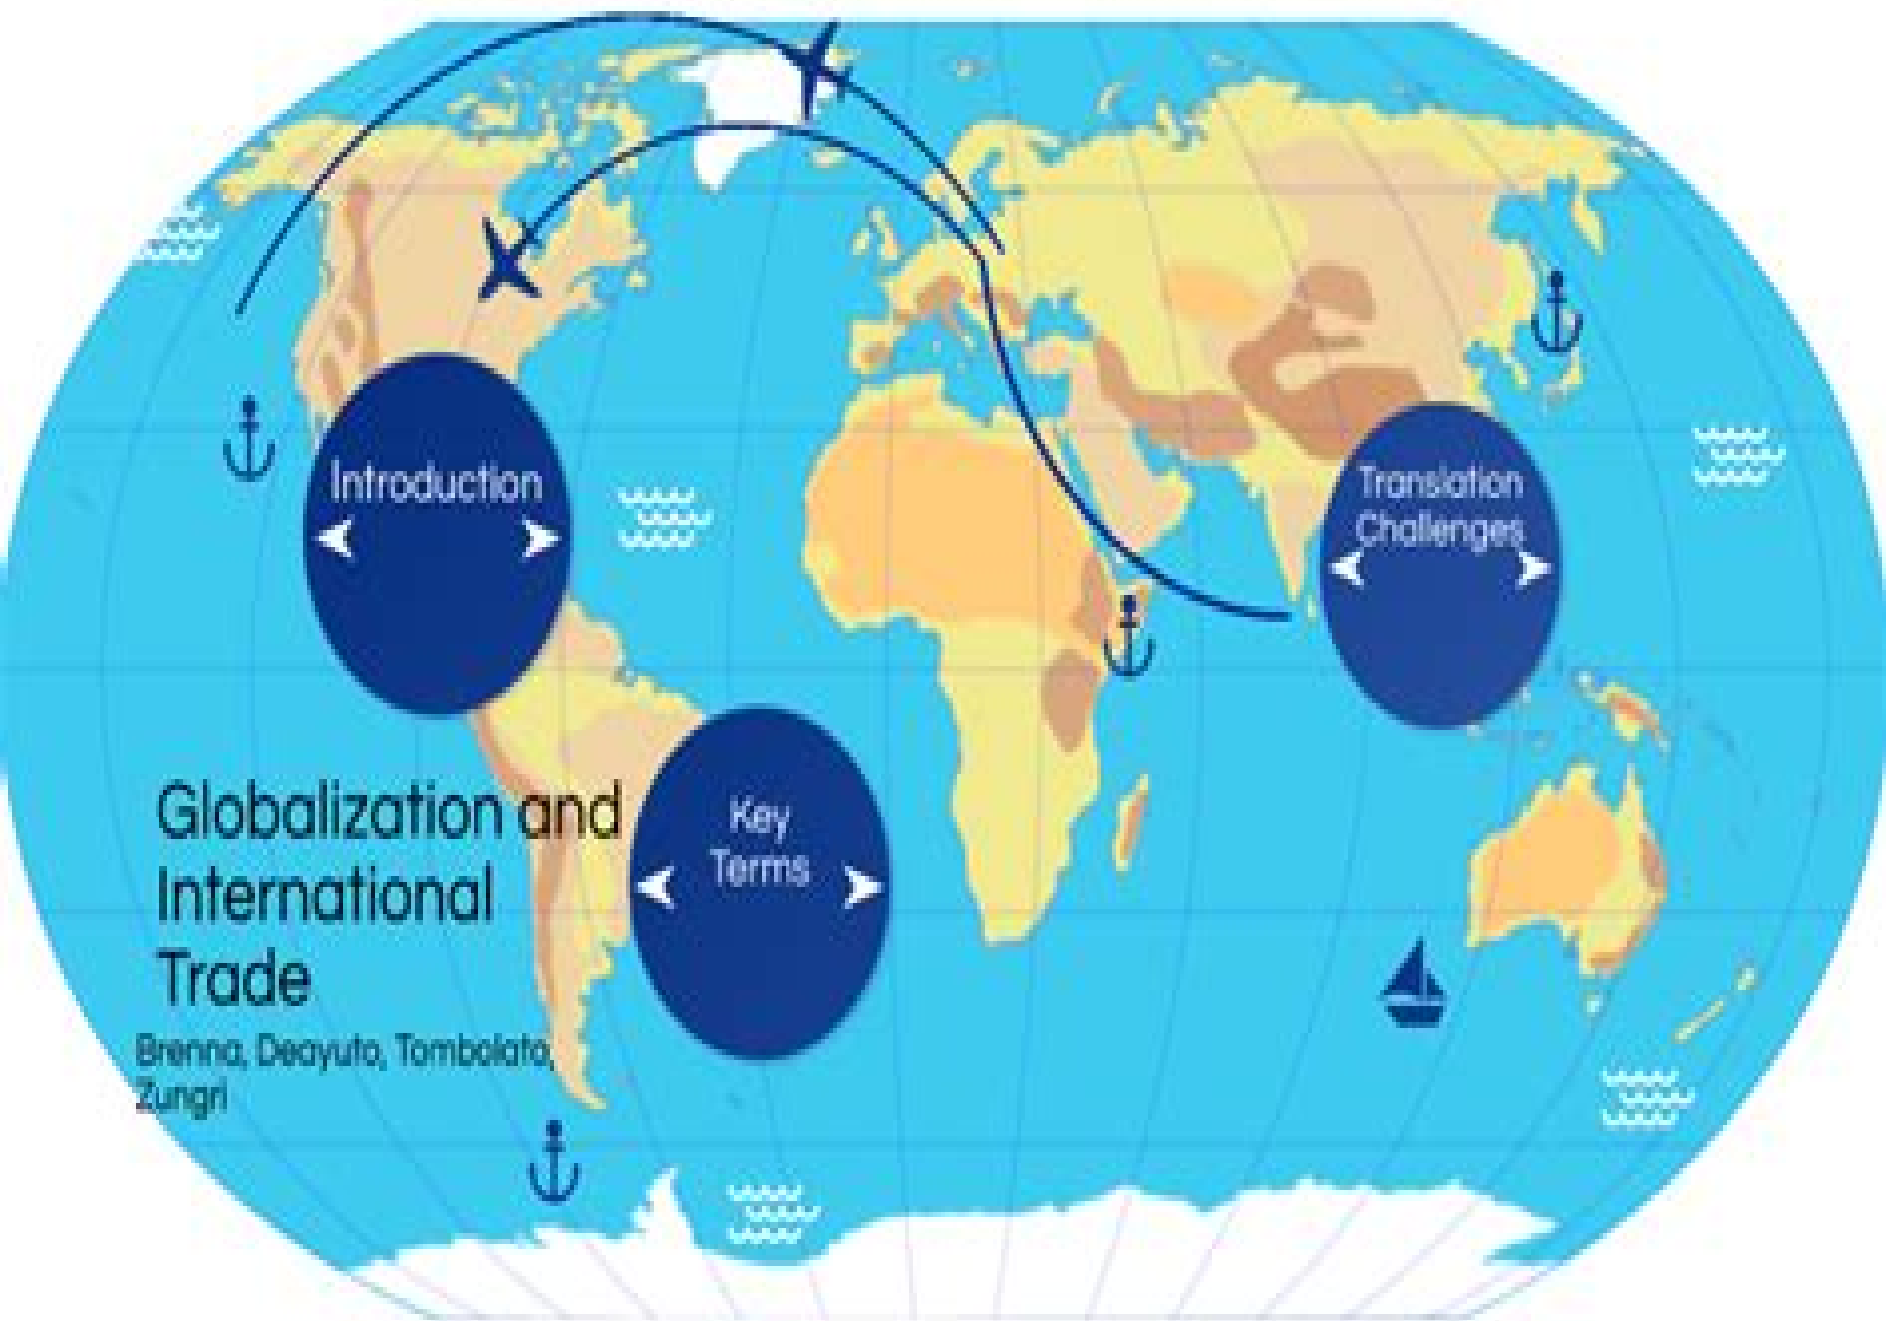 Introduction
Translation
Challenges
Key
Terms
Globalization and
International
Trade
Brenna, Deayuto, Tombolato,
Zungri